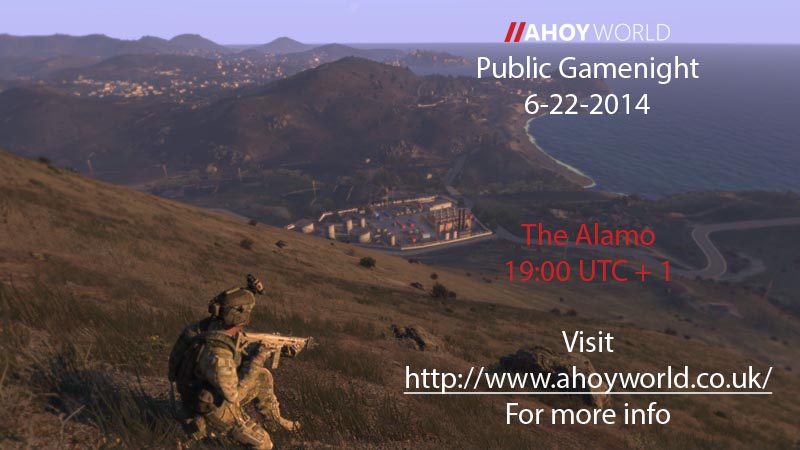 //AHOYWORLD
Public Gamenight
6-22-2014
The Alamo
19:00 UTC + 1
Visit
http://www.ahoyworld.co.uk/
For more info